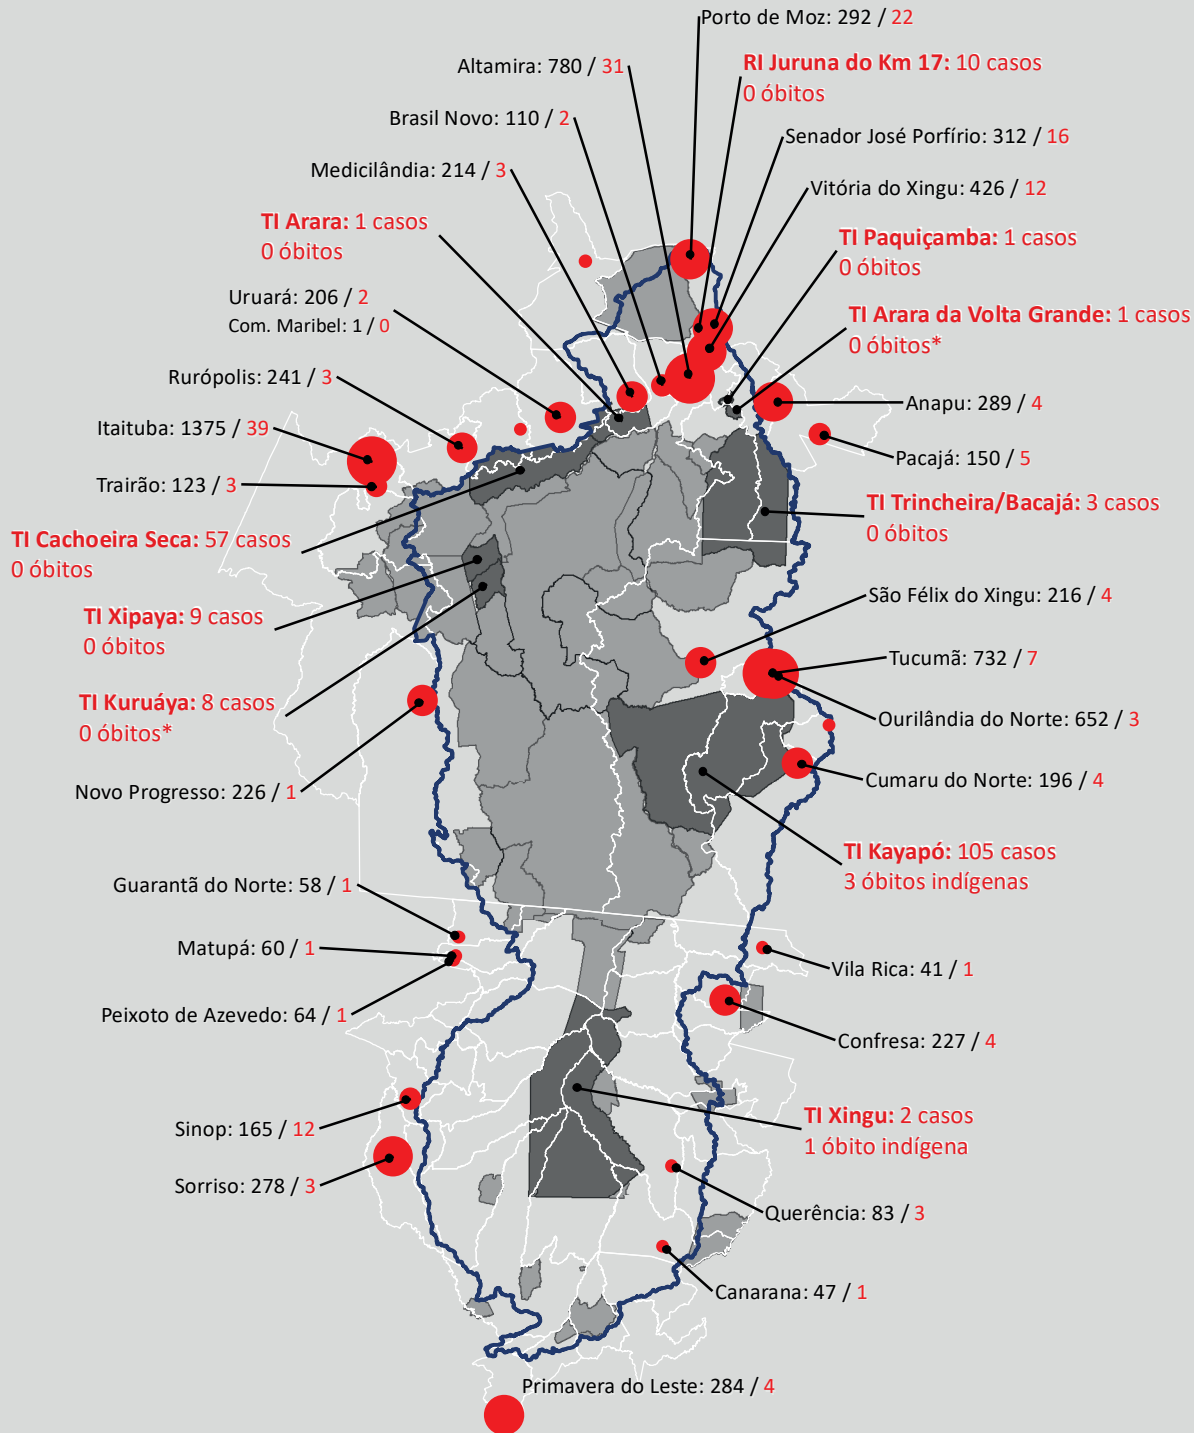 Porto de Moz: 292 / 22
Altamira: 780 / 31
RI Juruna do Km 17: 10 casos
0 óbitos
Brasil Novo: 110 / 2
Senador José Porfírio: 312 / 16
Medicilândia: 214 / 3
Vitória do Xingu: 426 / 12
TI Arara: 1 casos
0 óbitos
TI Paquiçamba: 1 casos
0 óbitos
Uruará: 206 / 2
Com. Maribel: 1 / 0
TI Arara da Volta Grande: 1 casos
0 óbitos*
Rurópolis: 241 / 3
Anapu: 289 / 4
Itaituba: 1375 / 39
Pacajá: 150 / 5
Trairão: 123 / 3
TI Trincheira/Bacajá: 3 casos
0 óbitos
TI Cachoeira Seca: 57 casos
0 óbitos
São Félix do Xingu: 216 / 4
TI Xipaya: 9 casos
0 óbitos
Tucumã: 732 / 7
TI Kuruáya: 8 casos
0 óbitos*
Ourilândia do Norte: 652 / 3
Cumaru do Norte: 196 / 4
Novo Progresso: 226 / 1
TI Kayapó: 105 casos
3 óbitos indígenas
Guarantã do Norte: 58 / 1
Matupá: 60 / 1
Vila Rica: 41 / 1
Peixoto de Azevedo: 64 / 1
Confresa: 227 / 4
Sinop: 165 / 12
TI Xingu: 2 casos
1 óbito indígena
Sorriso: 278 / 3
Querência: 83 / 3
Canarana: 47 / 1
Primavera do Leste: 284 / 4